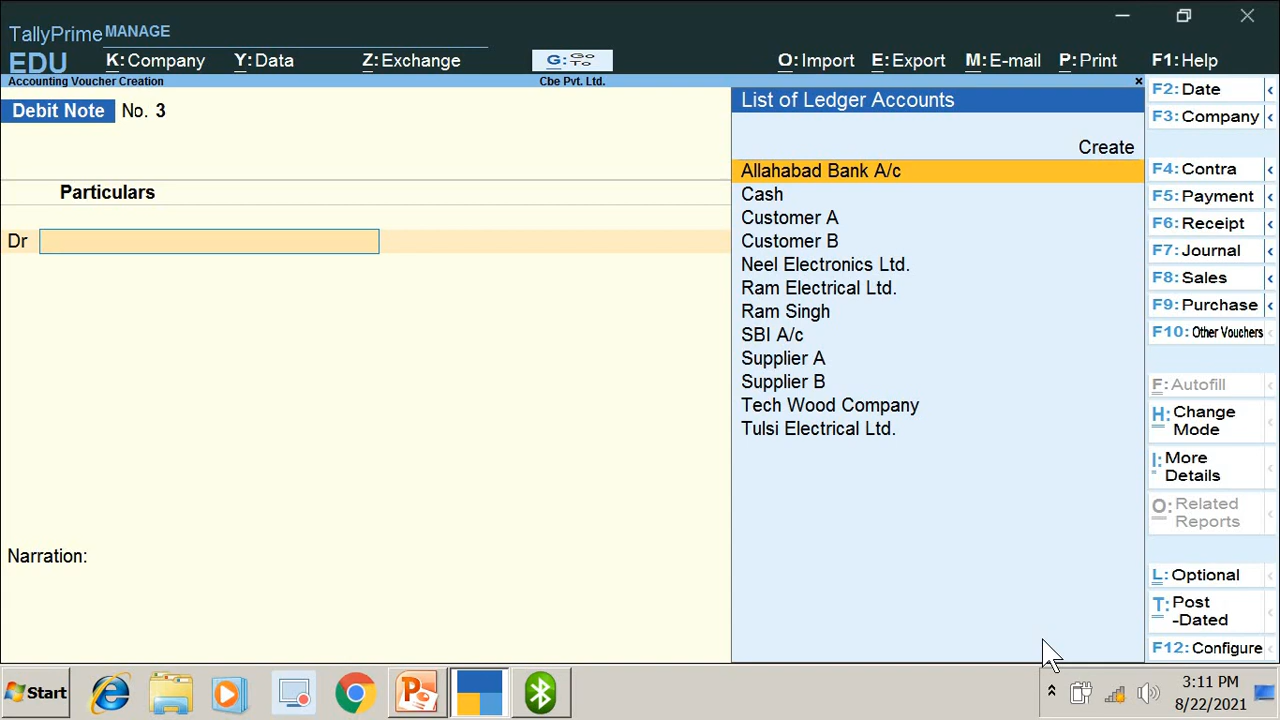 TallyPrime MANAGE
EDU
K: Company
Y: Data
Z: Exchange
G: Go To
O: Import
E: Export
M: E-mail
P: Print
F1: Help
Accounting Voucher Creation
Cbe Pvt. Ltd.
×
Debit Note No. 3
Particulars
Dr
Narration:
List of Ledger Accounts
Create
Allahabad Bank A/c
Cash
Customer A
Customer B
Neel Electronics Ltd.
Ram Electrical Ltd.
Ram Singh
SBI A/c
Supplier A
Supplier B
Tech Wood Company
Tulsi Electrical Ltd.
F2: Date
F3: Company
F4: Contra
F5: Payment
F6: Receipt
F7: Journal
F8: Sales
F9: Purchase
F10: Other Vouchers
F: Autofill
H: Change
Mode
I: More
Details
O: Related
Reports
L: Optional
T: Post
-Dated
F12: Configure
Start
3:11 PM
8/22/2021